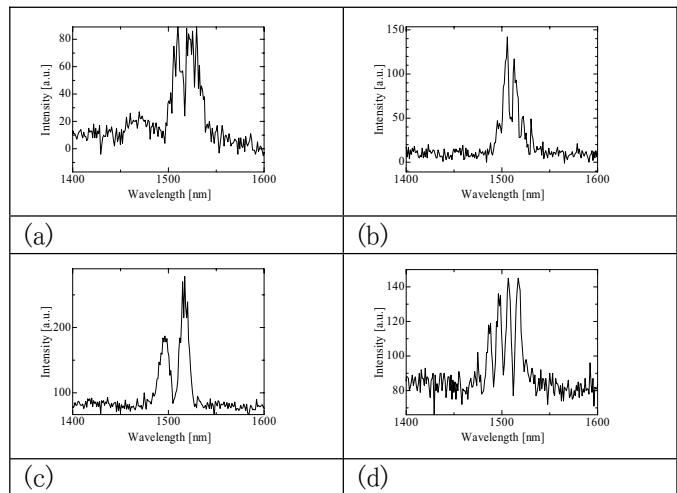 80
60
40
20
0
Intensity [a.u.]
1400 1500 1600
Wavelength [nm]
150
100
50
0
Intensity [a.u.]
1400 1500 1600
Wavelength [nm]
(a) (b)
200
100
Intensity [a.u.]
1400 1500 1600
Wavelength [nm]
140
120
100
80
Intensity [a.u.]
1400 1500 1600
Wavelength [nm]
(c) (d)